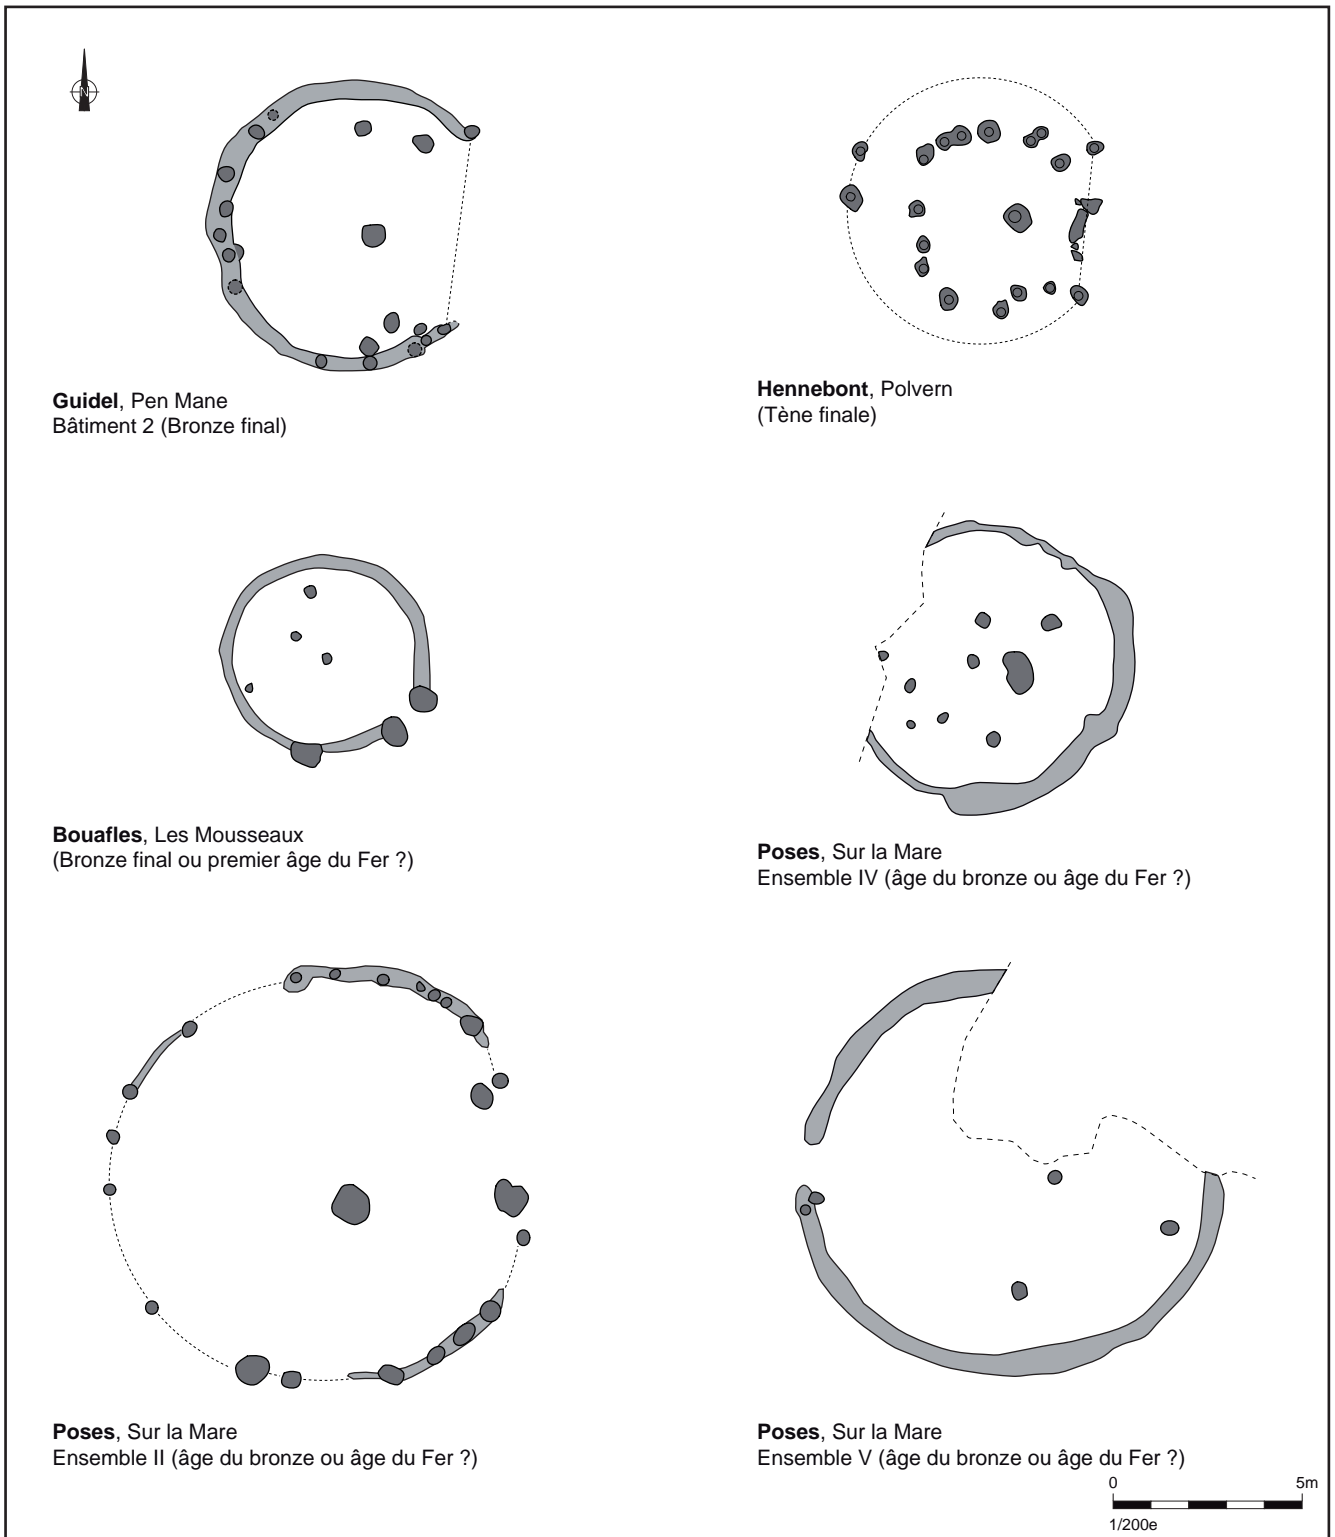 N
Guidel, Pen Mane
Bâtiment 2 (Bronze final)
Hennebont, Polvern
(Tène finale)
Bouafles, Les Mousseaux
(Bronze final ou premier âge du Fer ?)
Poses, Sur la Mare
Ensemble IV (âge du bronze ou âge du Fer ?)
Poses, Sur la Mare
Ensemble II (âge du bronze ou âge du Fer ?)
Poses, Sur la Mare
Ensemble V (âge du bronze ou âge du Fer ?)
0 5m
1/200e